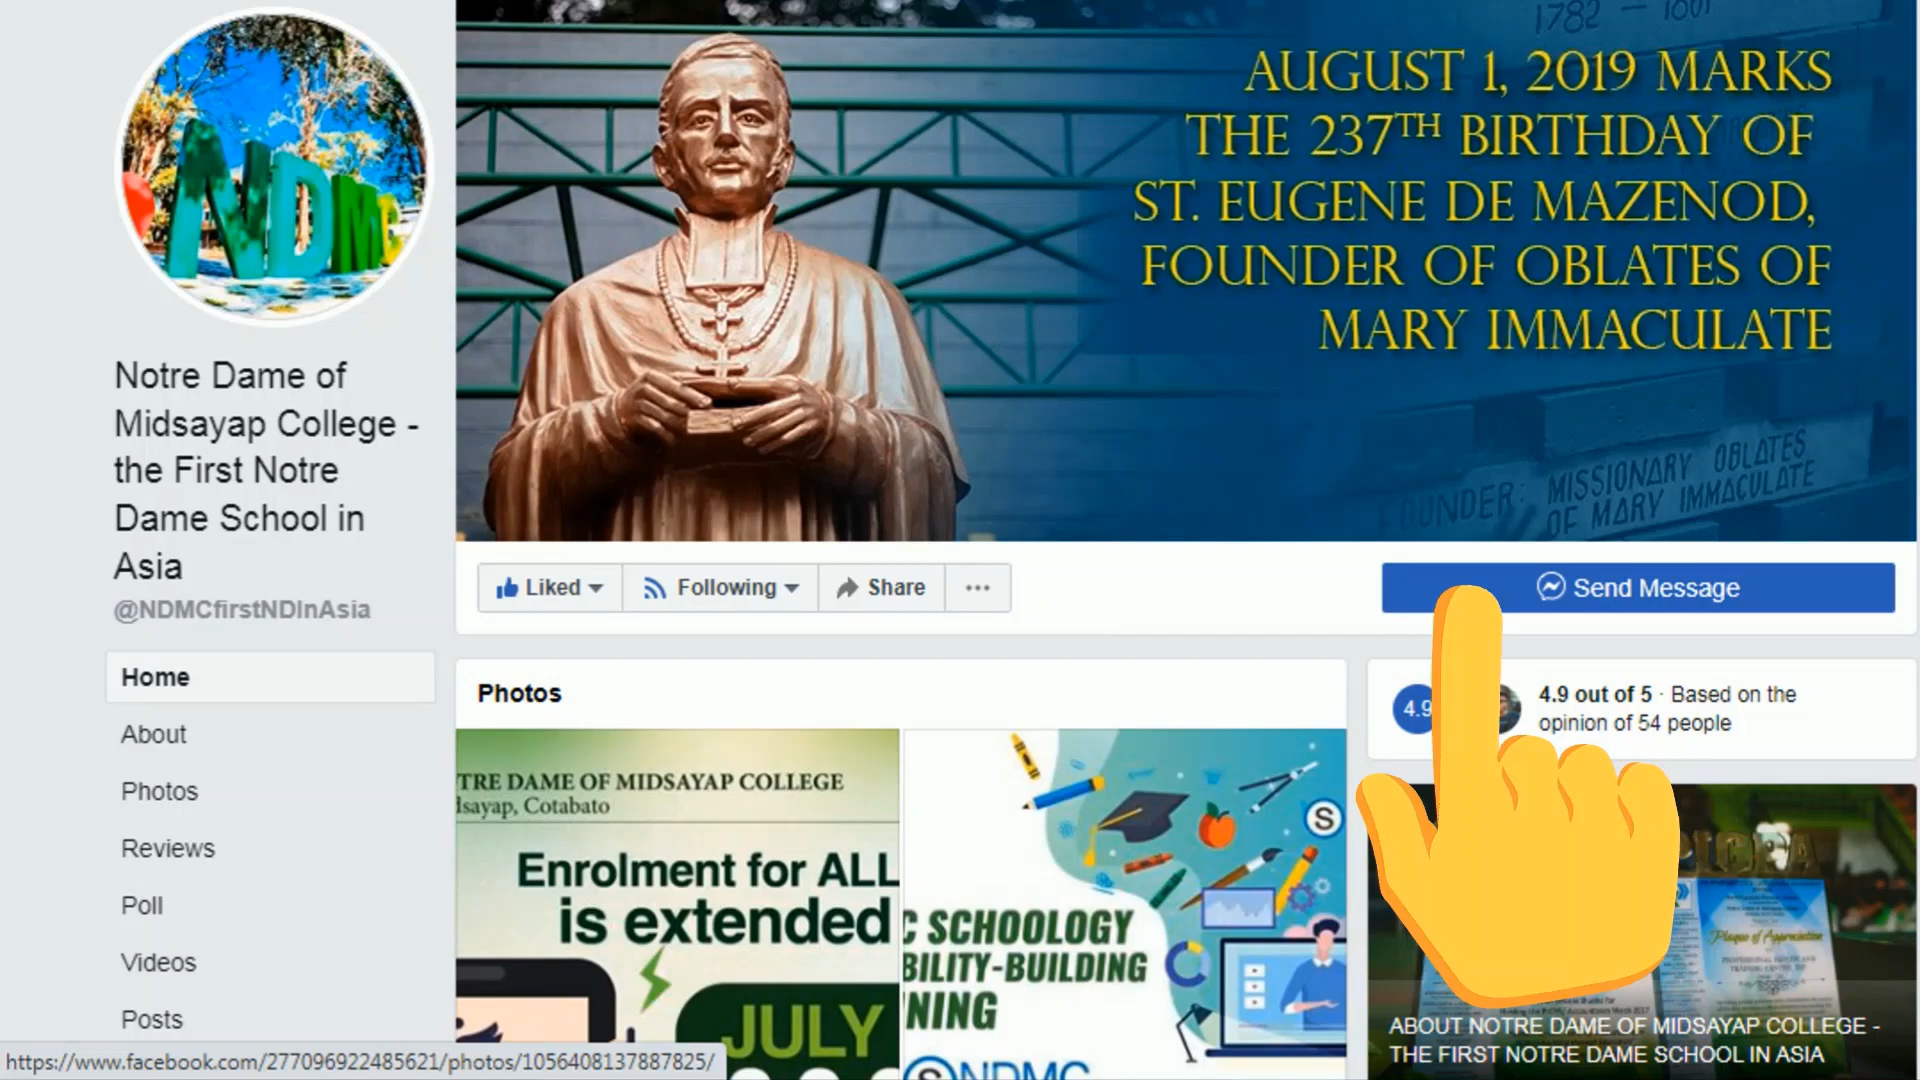 NDMC
Notre Dame of
Midsayap College -
the First Notre
Dame School in
Asia
@NDMCfirstNDInAsia
Home
About
Photos
Reviews
Poll
Videos
Posts
https://www.facebook.com/277096922485621/photos/1056408137887825/
1782 - 1861
AUGUST 1, 2019 MARKS
THE 237TH BIRTHDAY OF
ST. EUGENE DE MAZENOD,
FOUNDER OF OBLATES OF
MARY IMMACULATE
FOUNDER: MISSIONARY OBLATES
OF MARY IMMACULATE
Liked
Following
Share
...
Send Message
Photos
TRE DAME OF MIDSAYAP COLLEGE
dsayap, Cotabato
Enrolment for ALL
is extended
JULY
S
C SCHOOLOGY
BILITY-BUILDING
NING
S NDMC
4.9
4.9 out of 5 · Based on the
opinion of 54 people
Plaque of Appreciation
ABOUT NOTRE DAME OF MIDSAYAP COLLEGE -
THE FIRST NOTRE DAME SCHOOL IN ASIA